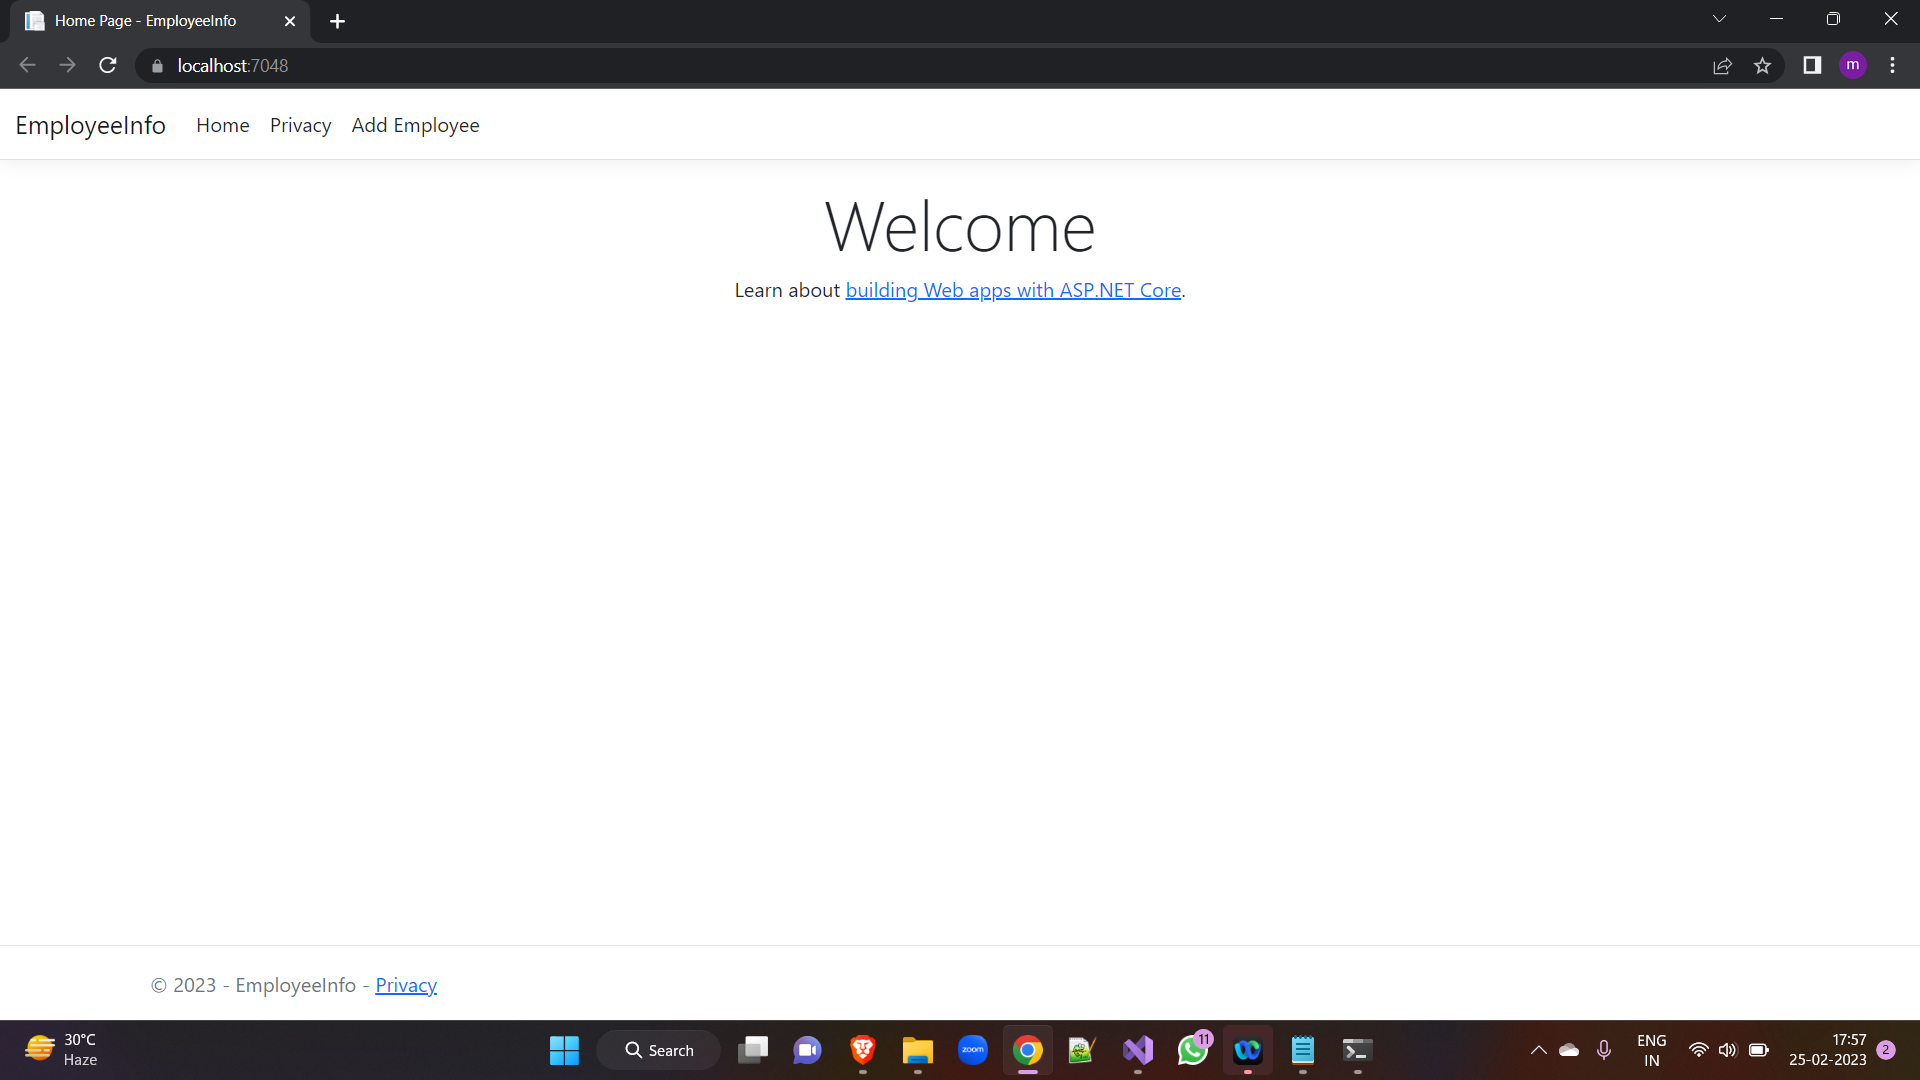 Home Page - EmployeeInfo
localhost:7048
m
EmployeeInfo Home Privacy Add Employee
Welcome
Learn about building Web apps with ASP.NET Core.
© 2023 - EmployeeInfo - Privacy
30°C
Haze
Search
zoom
11
ENG
IN
17:57
25-02-2023
2